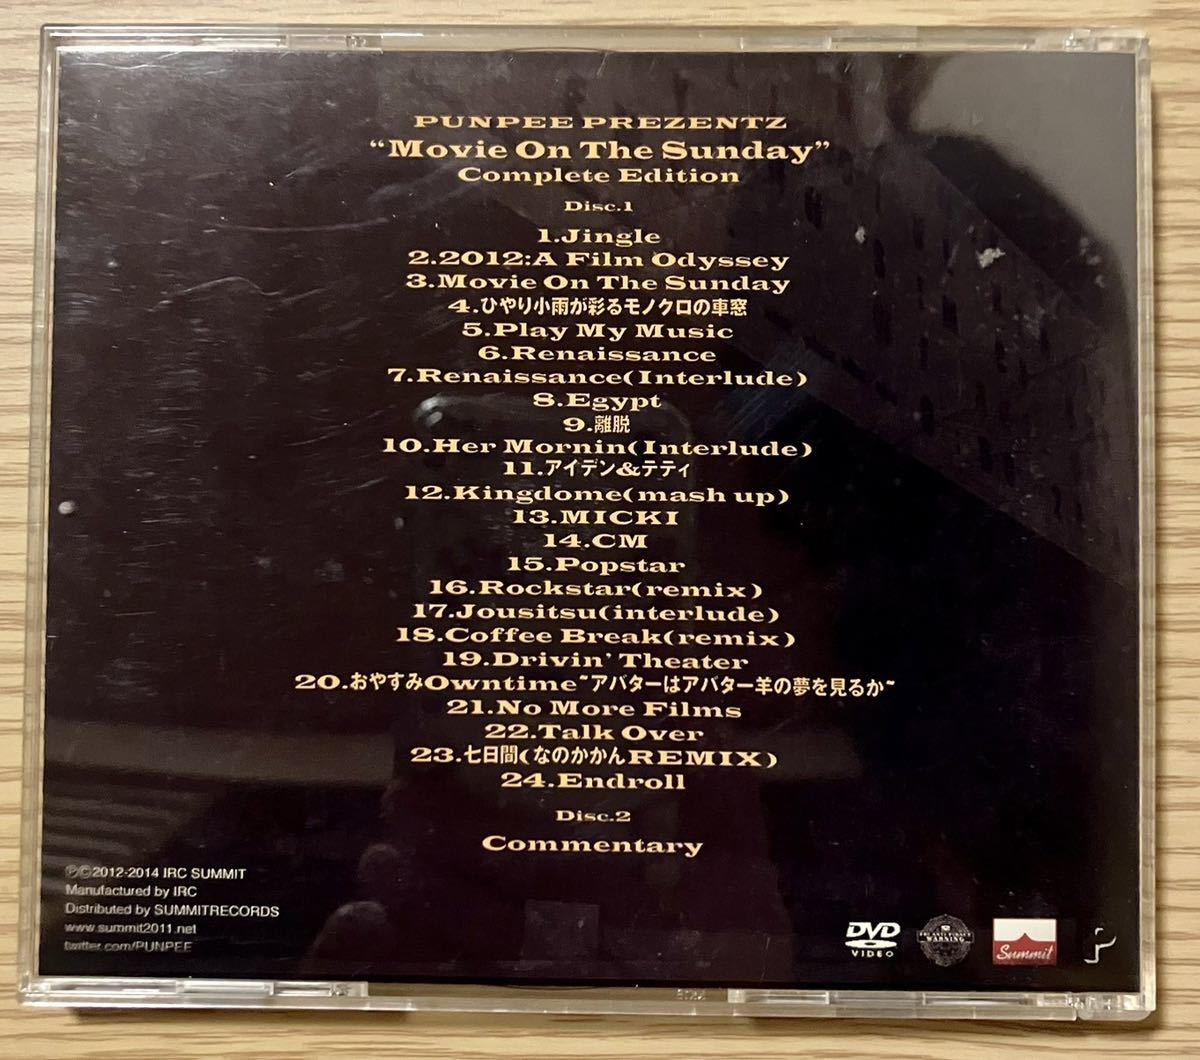 PUNPEE PREZENTZ
“Movie On The Sunday”
Complete Edition
Disc.1
1.Jingle
2.2012:A Film Odyssey
3.Movie On The Sunday
4.ひやり小雨が彩るモノクロの車窓
5.Play My Music
6.Renaissance
7.Renaissance(Interlude)
8.Egypt
9.離脱
10.Her Mornin(Interlude)
11.アイデン&テティ
12.Kingdome(mash up)
13.MICKI
14.CM
15.Popstar
16.Rockstar(remix)
17.Jousitsu(interlude)
18.Coffee Break(remix)
19.Drivin’ Theater
20.おやすみOwntime~アバターはアバター羊の夢を見るか~
21.No More Films
22.Talk Over
23.七日間(なのかかんREMIX)
24.Endroll
Disc.2
Commentary
℗©2012-2014 IRC SUMMIT
Manufactured by IRC
Distributed by SUMMITRECORDS
www.summit2011.net
twitter.com/PUNPEE
DVD
VIDEO
FBI ANTI-PIRACY
WARNING
Summit
P